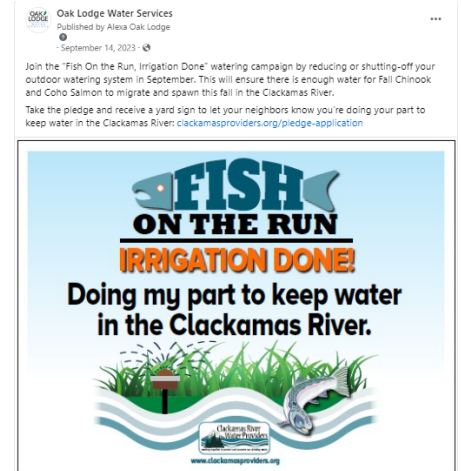 OAK
LODGE
Oak Lodge Water Services
Published by Alexa Oak Lodge
· September 14, 2023 ·
Join the "Fish On the Run, Irrigation Done" watering campaign by reducing or shutting-off your
outdoor watering system in September. This will ensure there is enough water for Fall Chinook
and Coho Salmon to migrate and spawn this fall in the Clackamas River.
Take the pledge and receive a yard sign to let your neighbors know you're doing your part to
keep water in the Clackamas River: clackamasproviders.org/pledge-application
FISH
ON THE RUN
IRRIGATION DONE!
Doing my part to keep water
in the Clackamas River.
Clackamas River
Water Providers
www.clackamasproviders.org